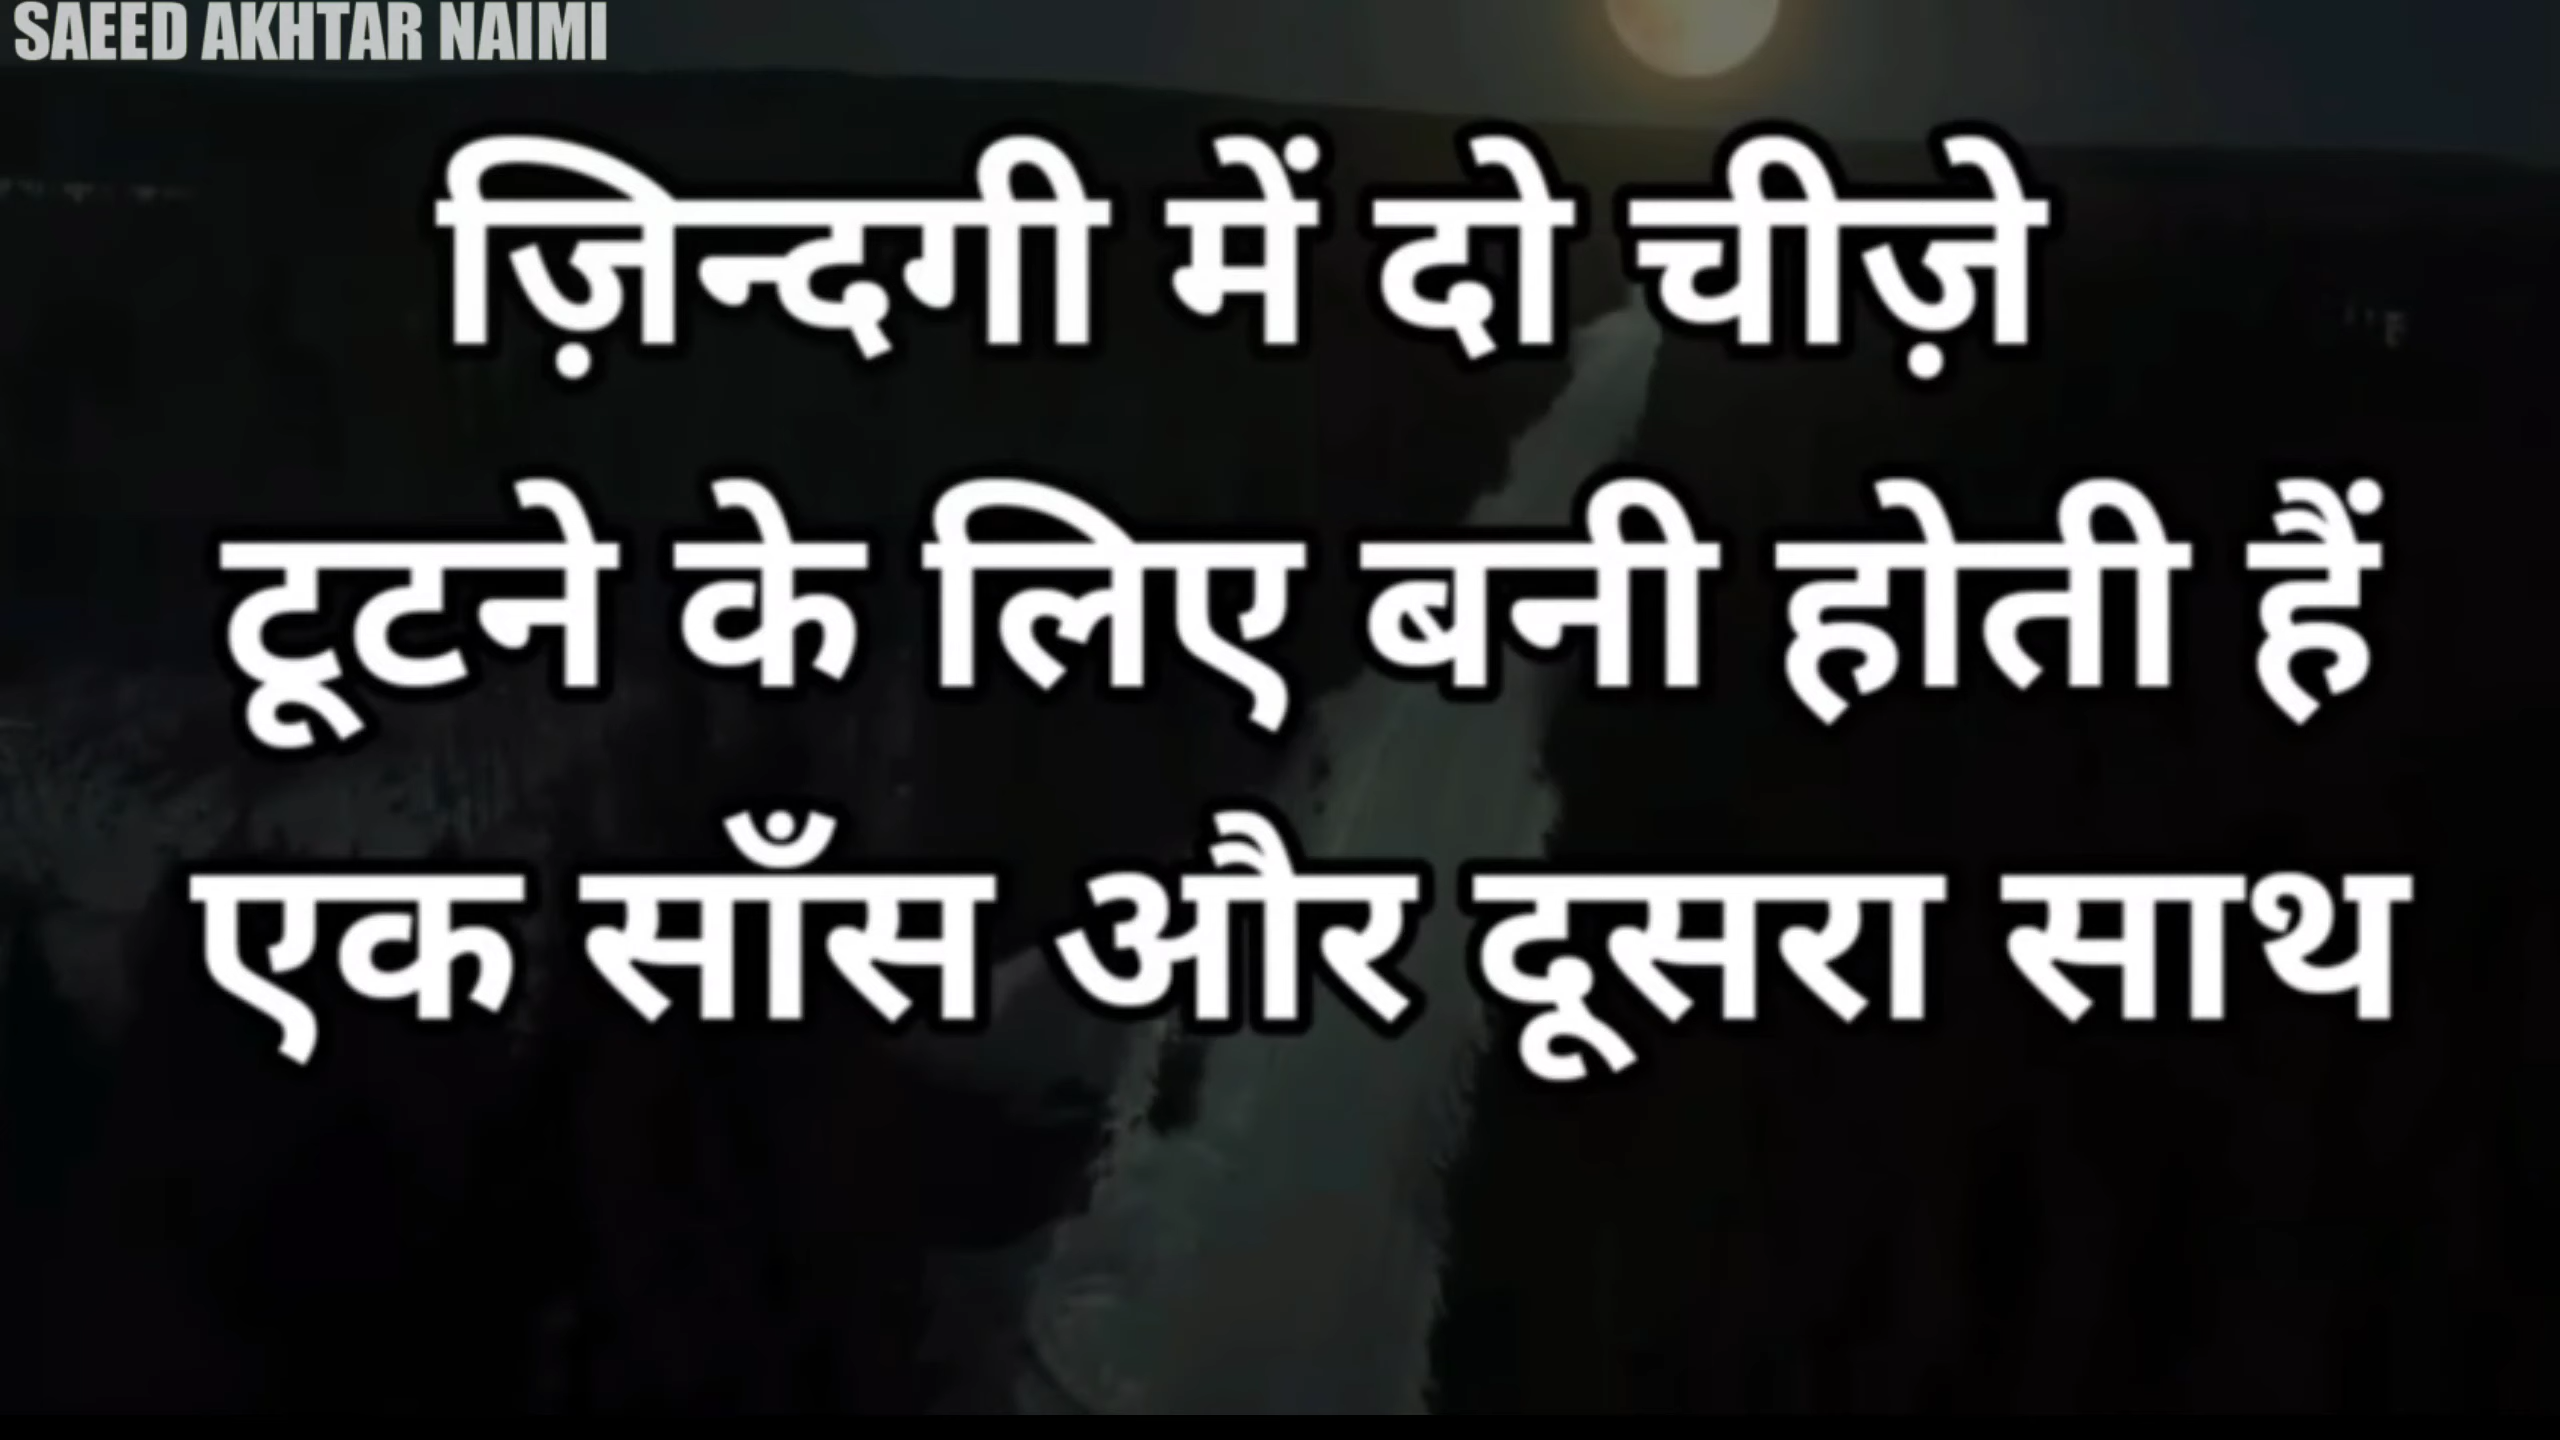 SAEED AKHTAR NAIMI
ज़िन्दगी में दो चीज़े
टूटने के लिए बनी होती हैं
एक साँस और दूसरा साथ